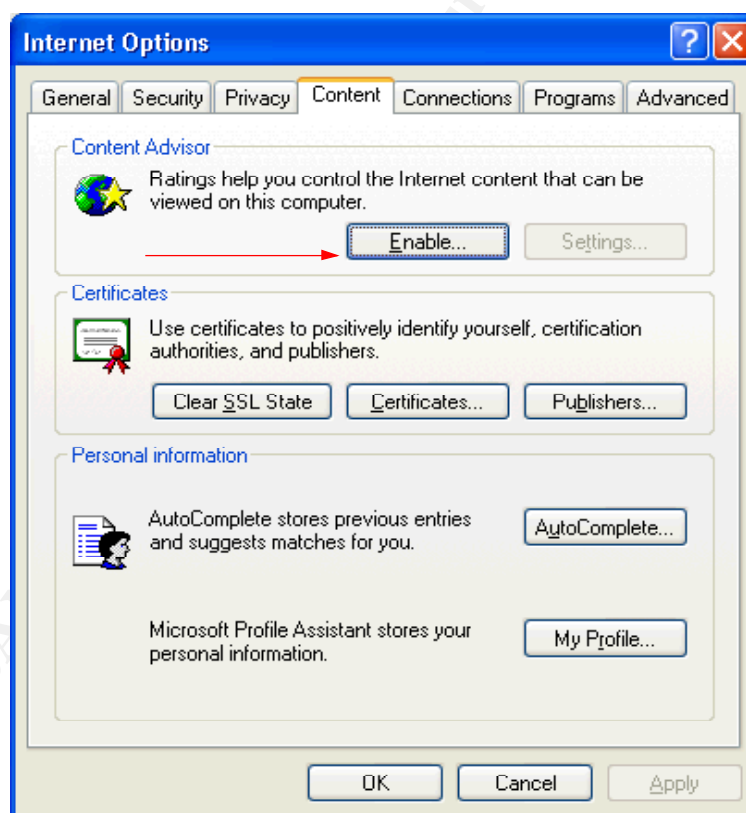 Internet Options
General Security Privacy Content Connections Programs Advanced
Content Advisor
Ratings help you control the Internet content that can be
viewed on this computer.
Enable... Settings...
Certificates
Use certificates to positively identify yourself, certification
authorities, and publishers.
Clear SSL State Certificates... Publishers...
Personal information
AutoComplete stores previous entries
and suggests matches for you.
AutoComplete...
Microsoft Profile Assistant stores your
personal information.
My Profile...
OK Cancel Apply